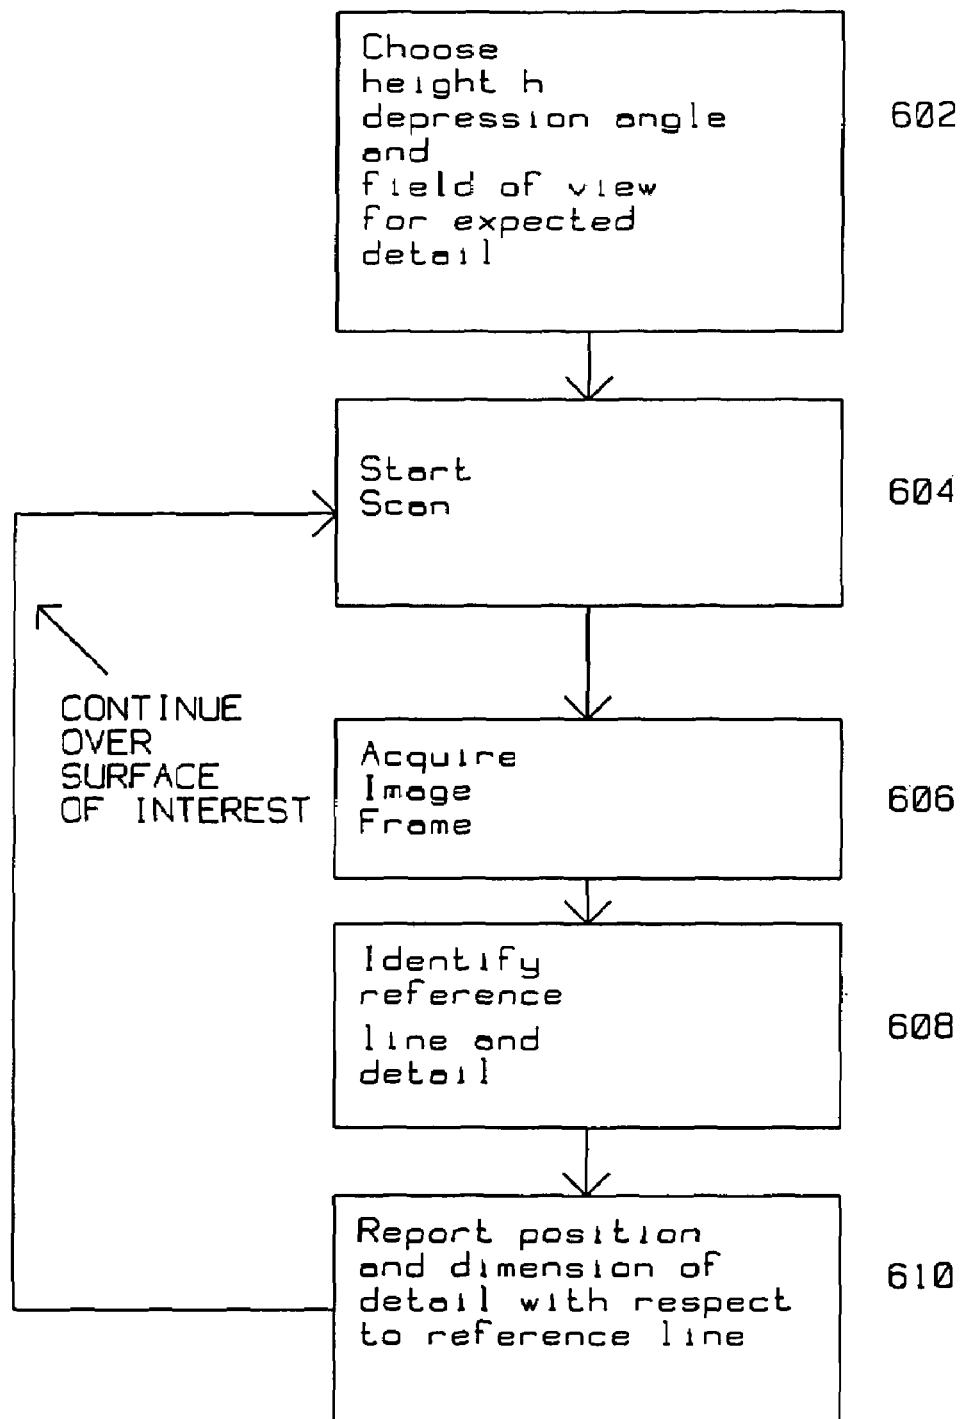 Choose
height h
depression angle
and
field of view
for expected
detail
602
Start
Scan
604
CONTINUE
OVER
SURFACE
OF INTEREST
Acquire
Image
Frame
606
Identify
reference
line and
detail
608
Report position
and dimension of
detail with respect
to reference line
610